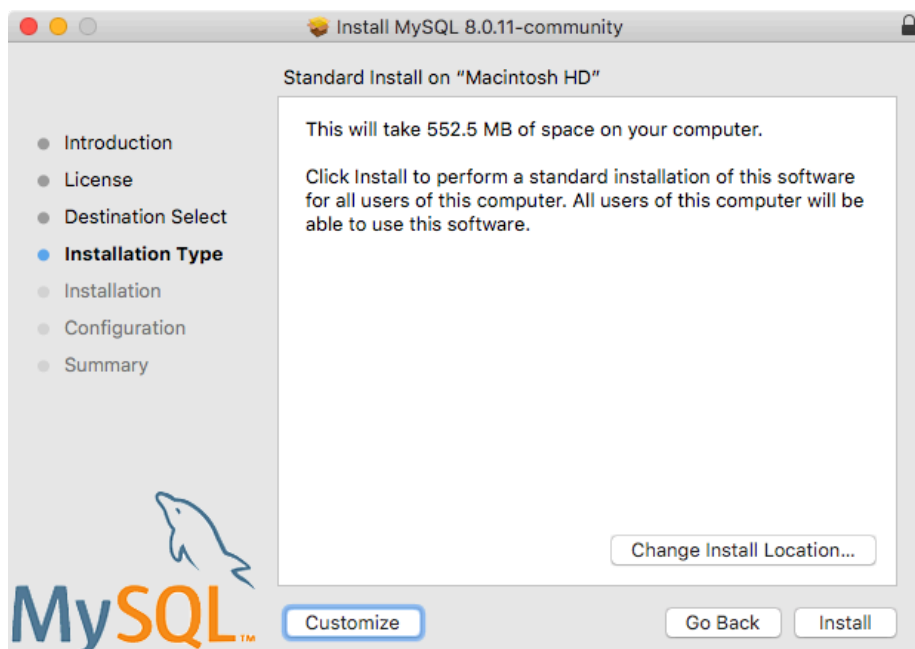 Install MySQL 8.0.11-community
Standard Install on “Macintosh HD”
Introduction
License
Destination Select
Installation Type
Installation
Configuration
Summary
This will take 552.5 MB of space on your computer.
Click Install to perform a standard installation of this software
for all users of this computer. All users of this computer will be
able to use this software.
Change Install Location...
MySQL™
Customize
Go Back
Install